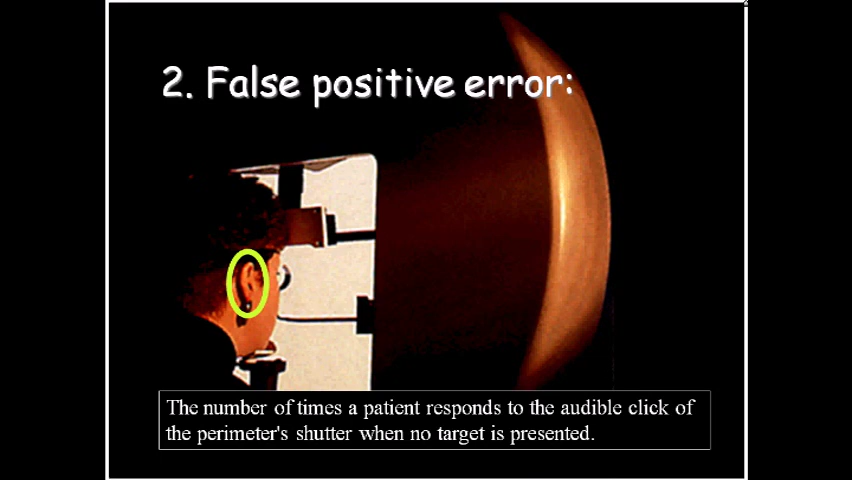 2. False positive error:
The number of times a patient responds to the audible click of
the perimeter's shutter when no target is presented.